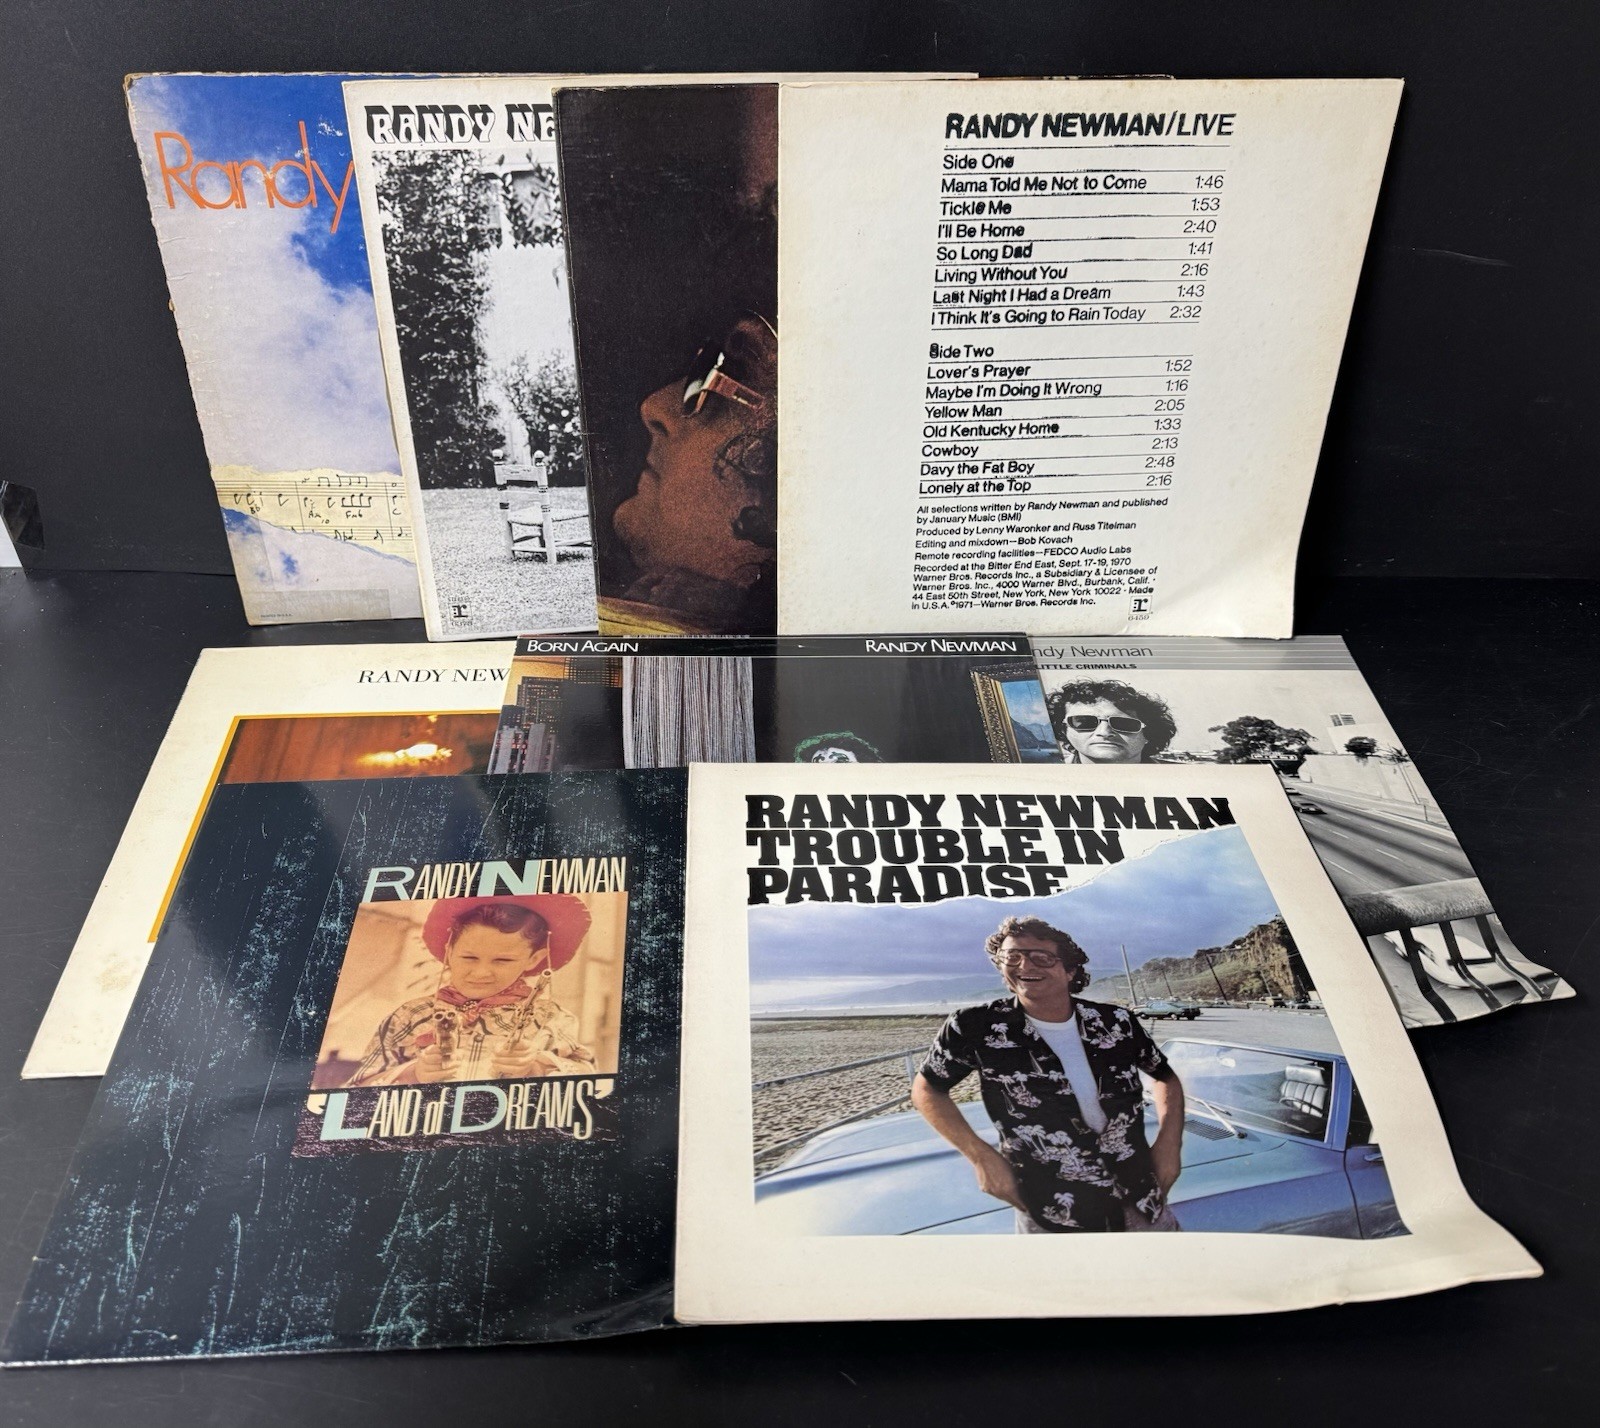 Randy
RANDY NE
RANDY NEWMAN/LIVE
Side One
Mama Told Me Not to Come 1:46
Tickle Me 1:53
I'll Be Home 2:40
So Long Dad 1:41
Living Without You 2:16
Last Night I Had a Dream 1:43
I Think It's Going to Rain Today 2:32
Side Two
Lover's Prayer 1:52
Maybe I'm Doing It Wrong 1:16
Yellow Man 2:05
Old Kentucky Home 1:33
Cowboy 2:13
Davy the Fat Boy 2:48
Lonely at the Top 2:16
All selections written by Randy Newman and published
by January Music (BMI)
Produced by Lenny Waronker and Russ Titelman
Editing and mixdown—Bob Kovach
Remote recording facilities—FEDCO Audio Labs
Recorded at the Bitter End East, Sept. 17-19, 1970
Warner Bros. Records Inc., a Subsidiary & Licensee of
Warner Bros. Inc., 4000 Warner Blvd., Burbank, Calif. ·
44 East 50th Street, New York, New York 10022 · Made
in U.S.A. ©1971—Warner Bros. Records Inc.
r:
6459
RANDY NEW
BORN AGAIN RANDY NEWMAN
ndy Newman
LITTLE CRIMINALS
RANDY NEWMAN
'LAND of DREAMS'
RANDY NEWMAN
TROUBLE IN
PARADISE